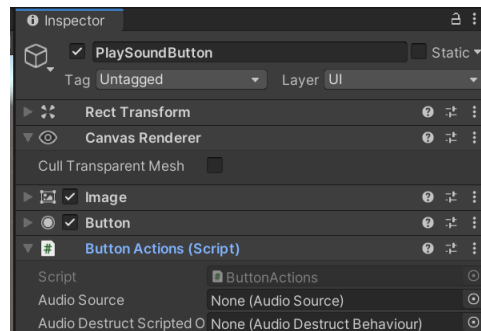 Inspector
PlaySoundButton Static
Tag Untagged Layer UI
Rect Transform
Canvas Renderer
Cull Transparent Mesh
Image
Button
# Button Actions (Script)
Script # ButtonActions
Audio Source None (Audio Source)
Audio Destruct Scripted O None (Audio Destruct Behaviour)